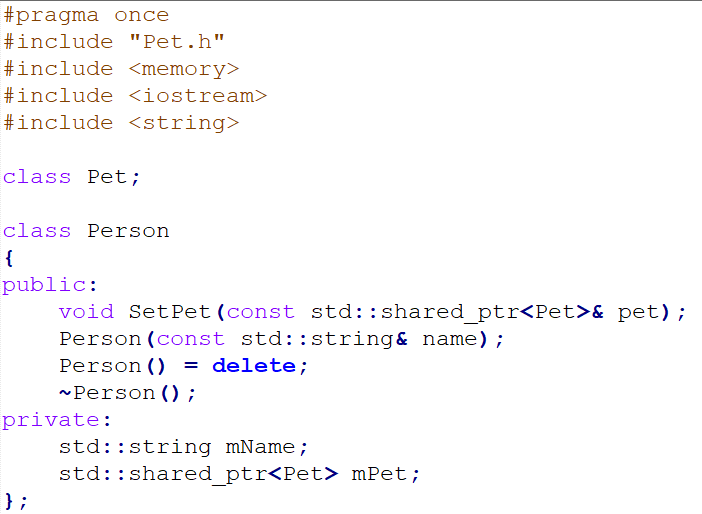 #pragma once
#include "Pet.h"
#include <memory>
#include <iostream>
#include <string>

class Pet;

class Person
{
public:
    void SetPet(const std::shared_ptr<Pet>& pet);
    Person(const std::string& name);
    Person() = delete;
    ~Person();
private:
    std::string mName;
    std::shared_ptr<Pet> mPet;
};